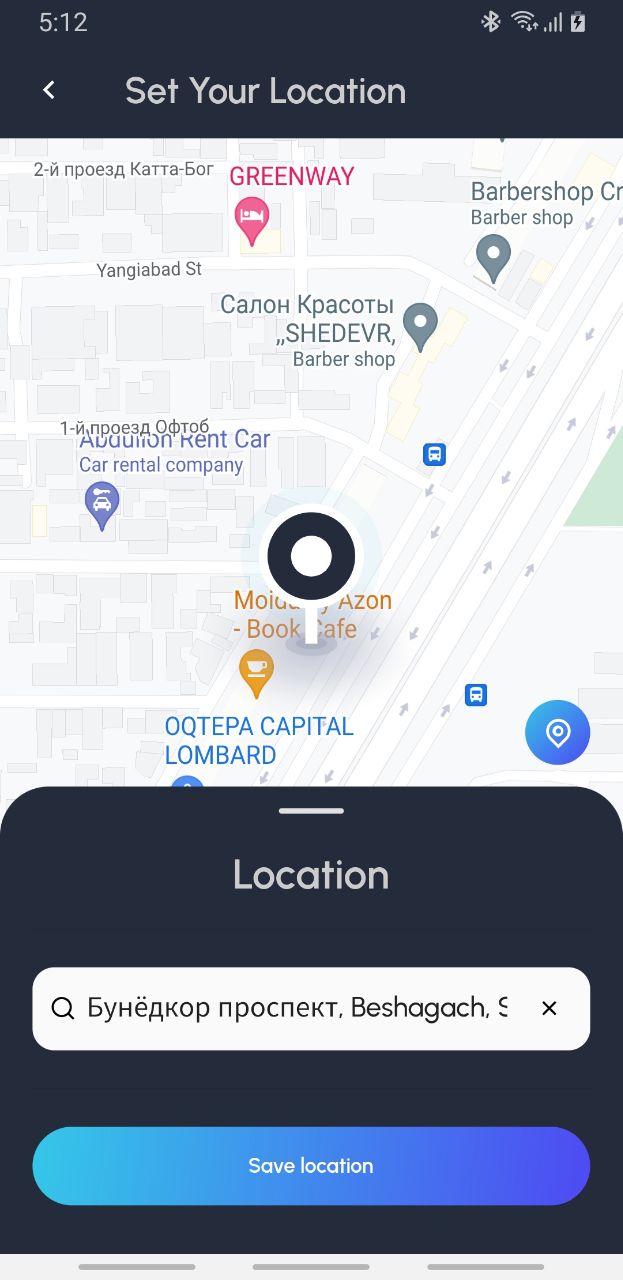 5:12
Set Your Location
2-й проезд Катта-Бог
GREENWAY
Barbershop Cr
Barber shop
Yangiabad St
Салон Красоты
„SHEDEVR,
Barber shop
1-й проезд Офтоб
Abdullon Rent Car
Car rental company
Azon
- Book Cafe
OQTEPA CAPITAL
LOMBARD
Location
Бунёдкор проспект, Beshagach, S
Save location